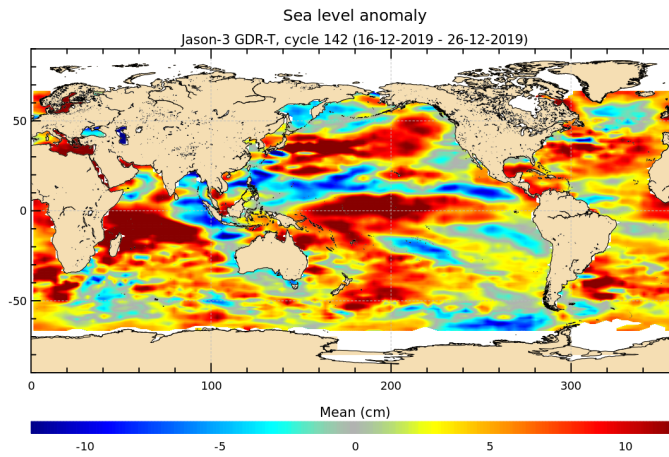 Sea level anomaly
Jason-3 GDR-T, cycle 142 (16-12-2019 - 26-12-2019)
50
0
-50
0 100 200 300
Mean (cm)
-10 -5 0 5 10